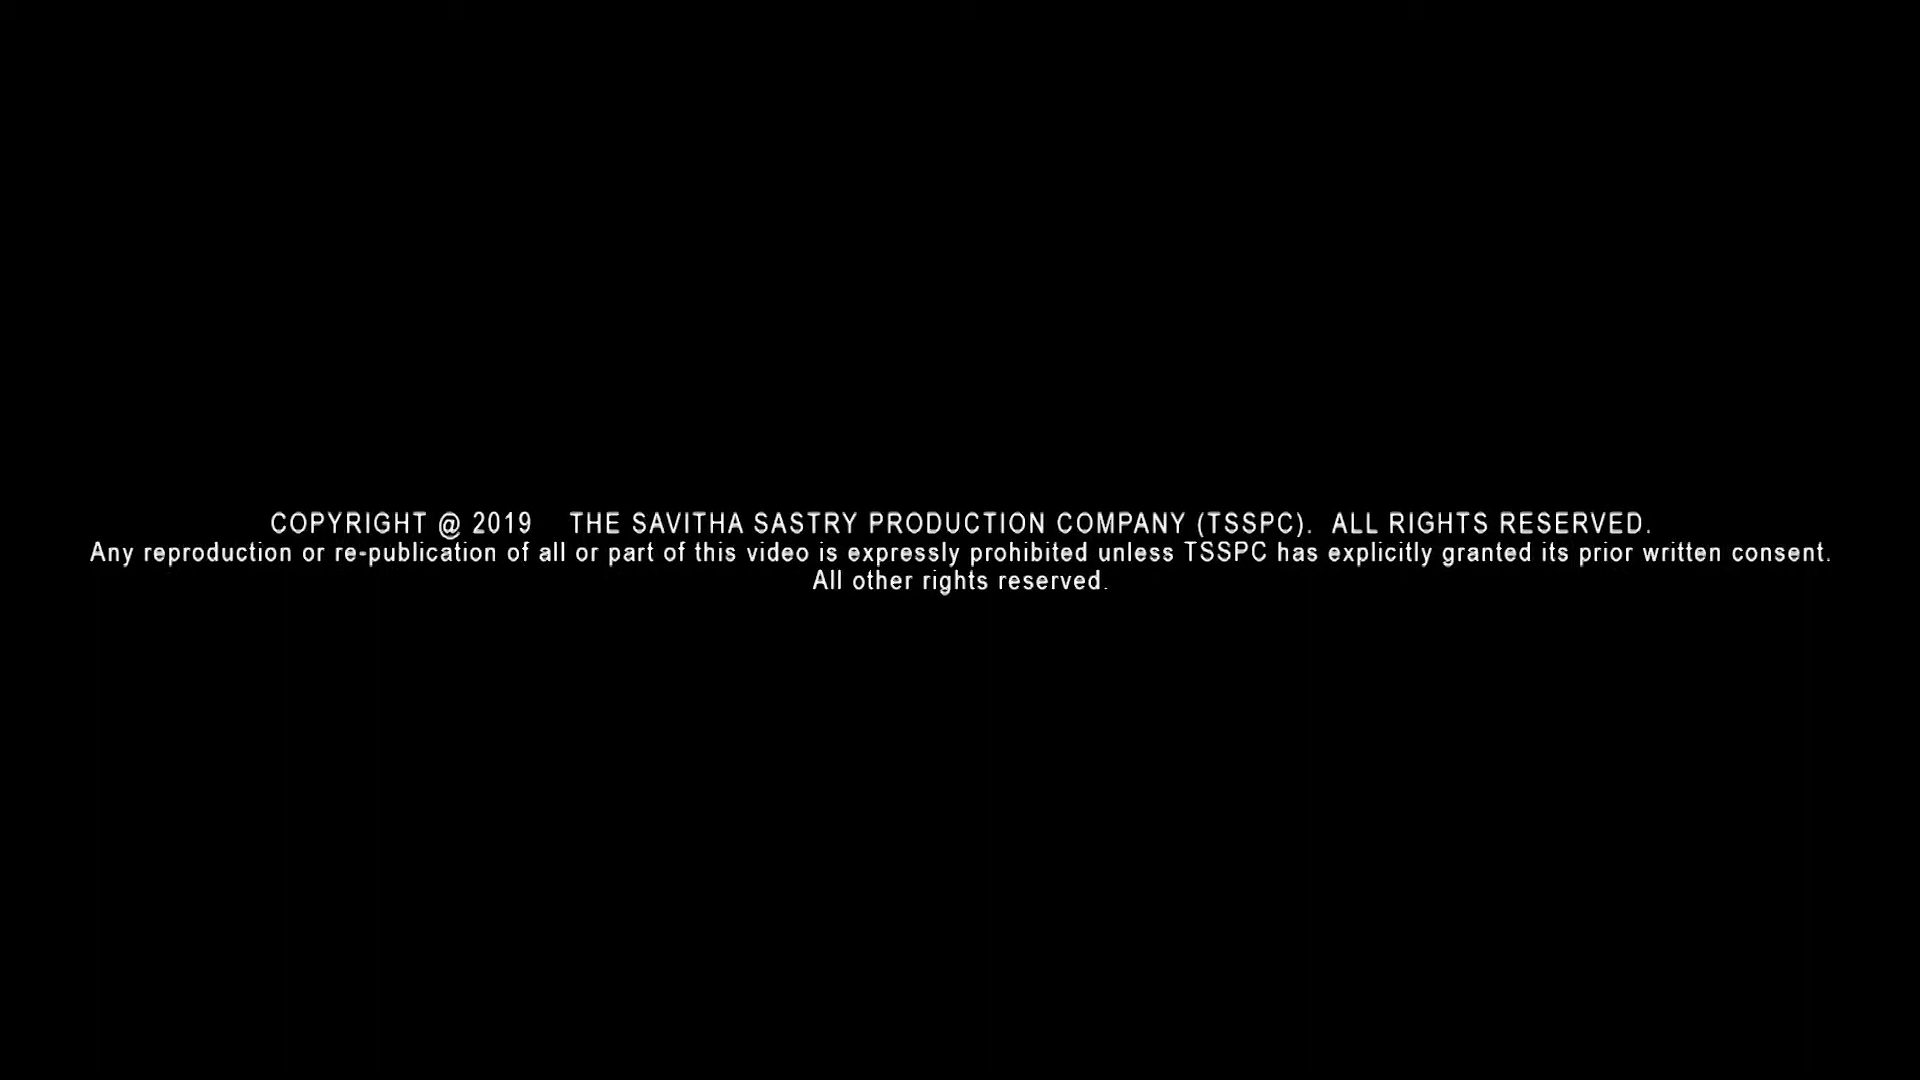 COPYRIGHT @ 2019 THE SAVITHA SASTRY PRODUCTION COMPANY (TSSPC). ALL RIGHTS RESERVED.
Any reproduction or re-publication of all or part of this video is expressly prohibited unless TSSPC has explicitly granted its prior written consent.
All other rights reserved.